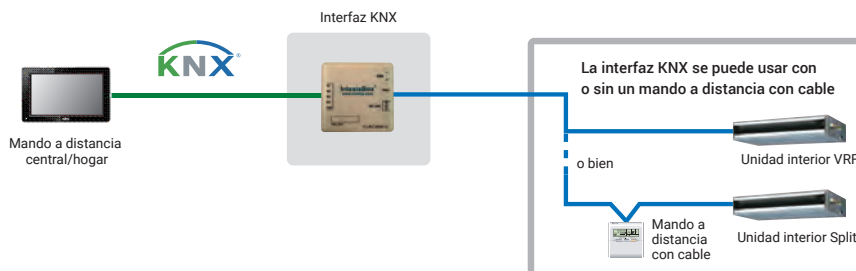 Interfaz KNX
KNX
®
IntesisBox
Mando a distancia
central/hogar
La interfaz KNX se puede usar con
o sin un mando a distancia con cable
Unidad interior VRF
o bien
Mando a
distancia
con cable
Unidad interior Split